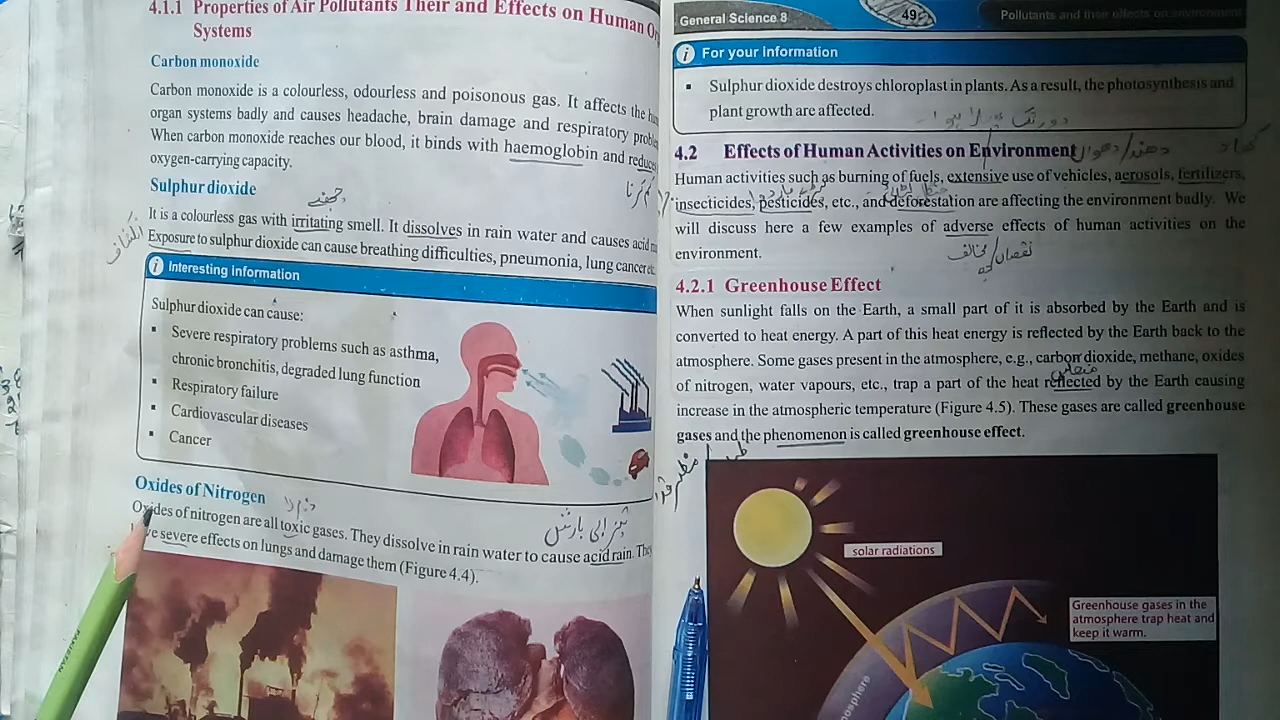 4.1.1 Properties of Air Pollutants Their and Effects on Human
Systems
Carbon monoxide
Carbon monoxide is a colourless, odourless and poisonous gas. It affects the
organ systems badly and causes headache, brain damage and respiratory
When carbon monoxide reaches our blood, it binds with haemoglobin and
oxygen-carrying capacity.
کم کرنا
Sulphur dioxide
It is a colourless gas with irritating smell. It dissolves in rain water and causes acid
Exposure to sulphur dioxide can cause breathing difficulties, pneumonia, lung cancer etc.
i Interesting Information
Sulphur dioxide can cause:
▪ Severe respiratory problems such as asthma,
chronic bronchitis, degraded lung function
▪ Respiratory failure
▪ Cardiovascular diseases
▪ Cancer
Oxides of Nitrogen
تیزابی بارش
Oxides of nitrogen are all toxic gases. They dissolve in rain water to cause acid rain. They
severe effects on lungs and damage them (Figure 4.4).
PAKISTAN
General Science 8
49
Pollutants and their effects on environment
i For your information
▪ Sulphur dioxide destroys chloroplast in plants. As a result, the photosynthesis and
plant growth are affected.
4.2 Effects of Human Activities on Environment
دھند/دھواں
کھاد
Human activities such as burning of fuels, extensive use of vehicles, aerosols, fertilizers,
insecticides, pesticides, etc., and deforestation are affecting the environment badly. We
will discuss here a few examples of adverse effects of human activities on the
environment.
نقصان/مخالف
4.2.1 Greenhouse Effect
When sunlight falls on the Earth, a small part of it is absorbed by the Earth and is
converted to heat energy. A part of this heat energy is reflected by the Earth back to the
atmosphere. Some gases present in the atmosphere, e.g., carbon dioxide, methane, oxides
of nitrogen, water vapours, etc., trap a part of the heat reflected by the Earth causing
increase in the atmospheric temperature (Figure 4.5). These gases are called greenhouse
gases and the phenomenon is called greenhouse effect.
solar radiations
Greenhouse gases in the
atmosphere trap heat and
keep it warm.